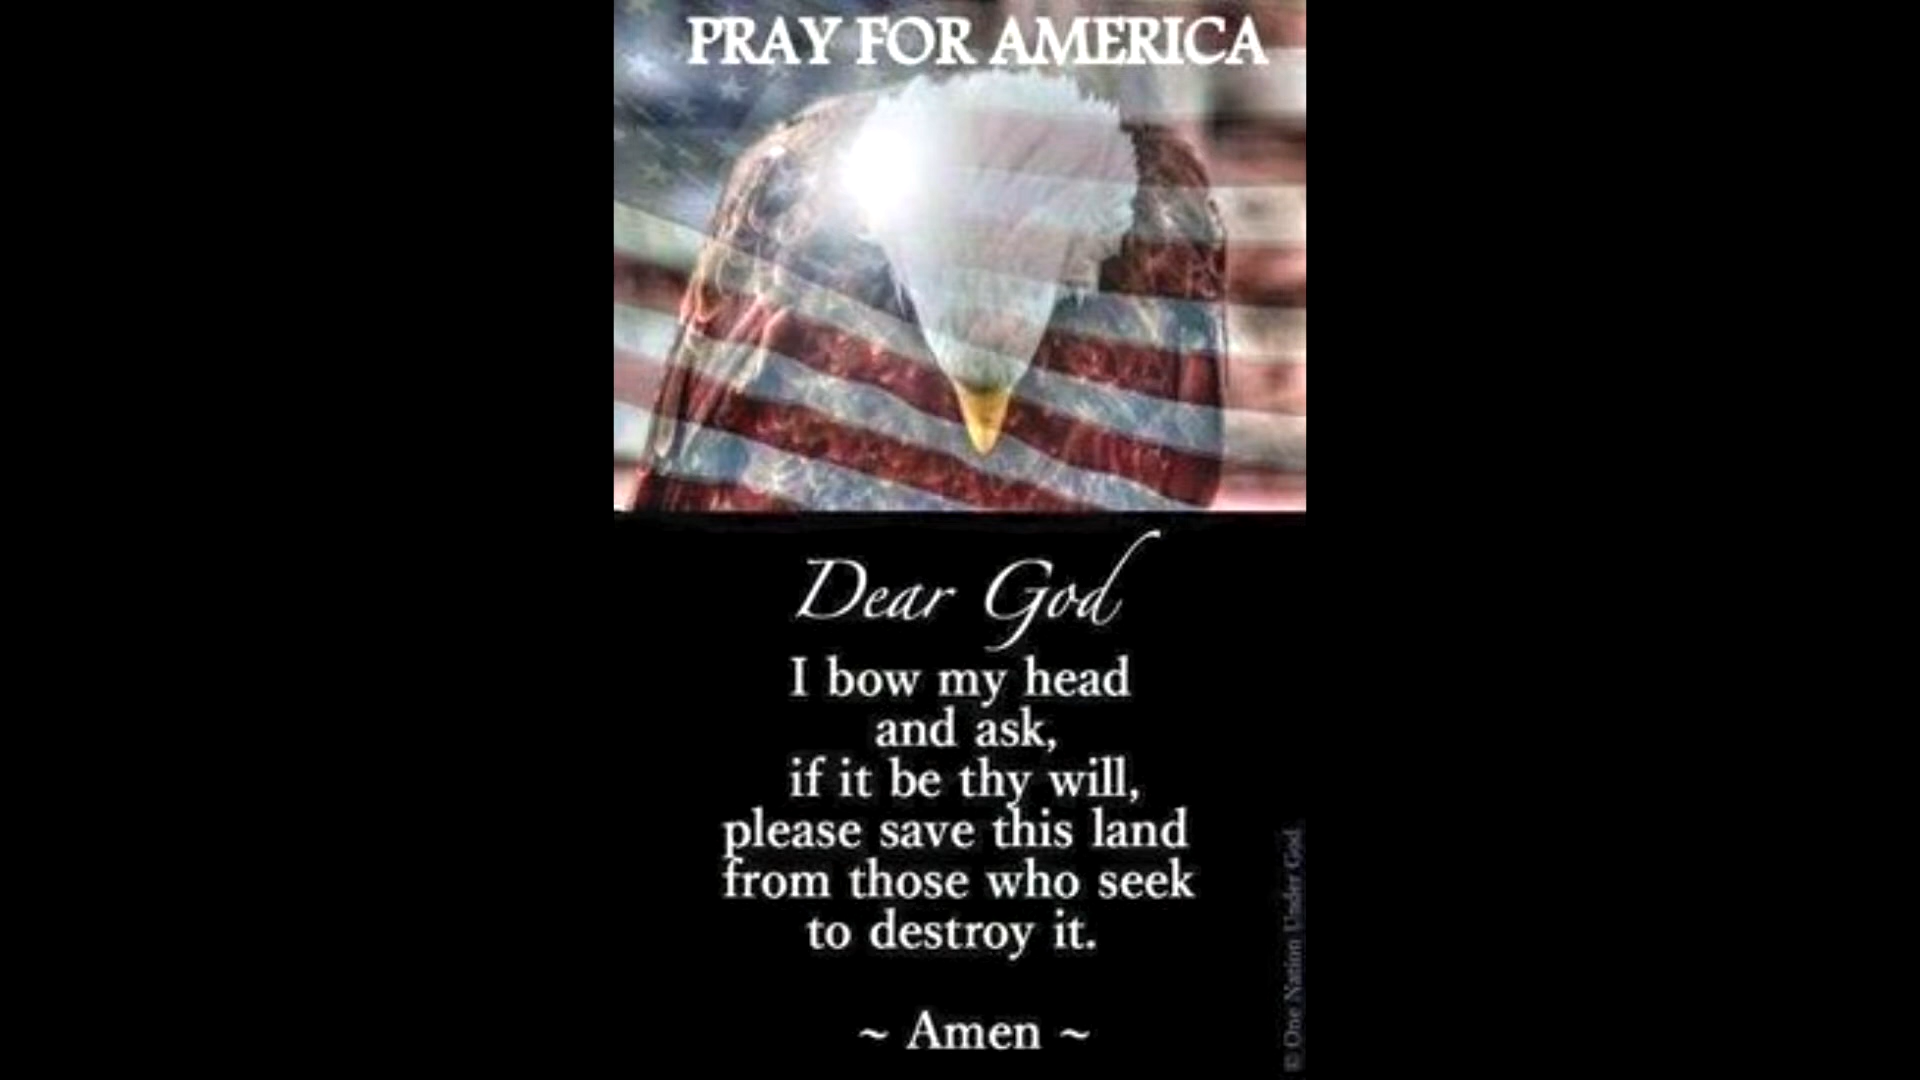 PRAY FOR AMERICA
Dear God
I bow my head
and ask,
if it be thy will,
please save this land
from those who seek
to destroy it.
~ Amen ~
© One Nation Under God